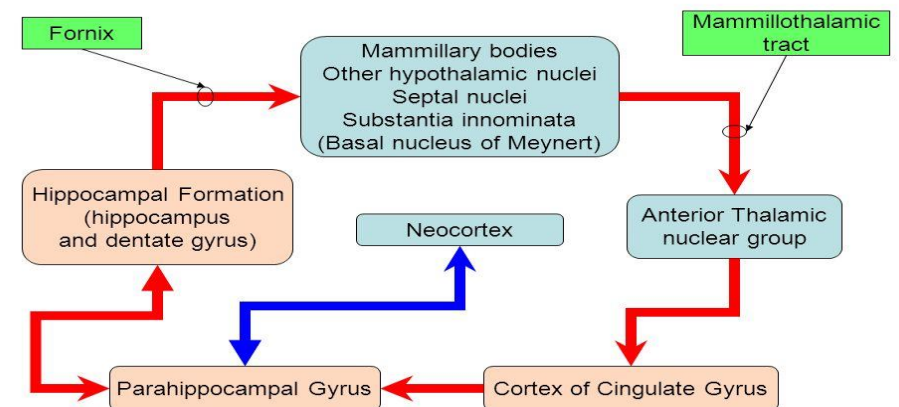 Fornix
Mammillothalamic
tract
Mammillary bodies
Other hypothalamic nuclei
Septal nuclei
Substantia innominata
(Basal nucleus of Meynert)
Hippocampal Formation
(hippocampus
and dentate gyrus)
Neocortex
Anterior Thalamic
nuclear group
Parahippocampal Gyrus
Cortex of Cingulate Gyrus